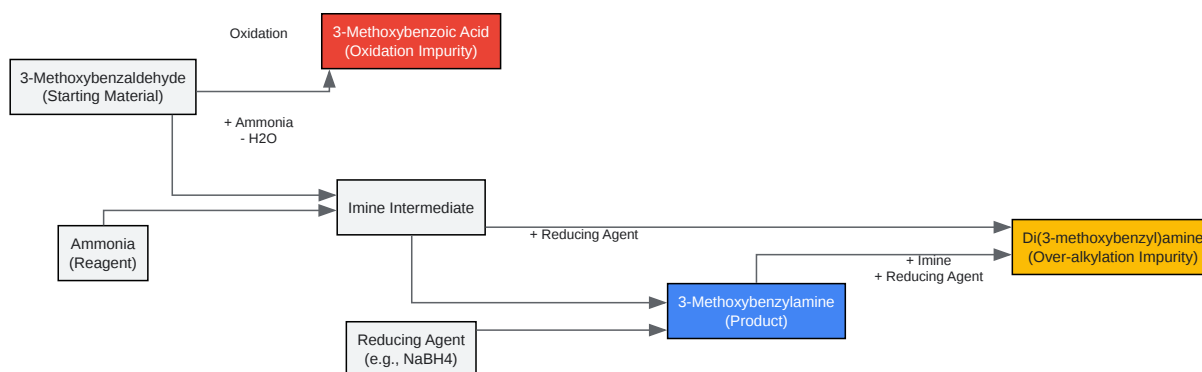 Oxidation
3-Methoxybenzoic Acid
(Oxidation Impurity)
3-Methoxybenzaldehyde
(Starting Material)
+ Ammonia
- H2O
Imine Intermediate
Ammonia
(Reagent)
+ Reducing Agent
Di(3-methoxybenzyl)amine
(Over-alkylation Impurity)
+ Imine
+ Reducing Agent
3-Methoxybenzylamine
(Product)
Reducing Agent
(e.g., NaBH4)